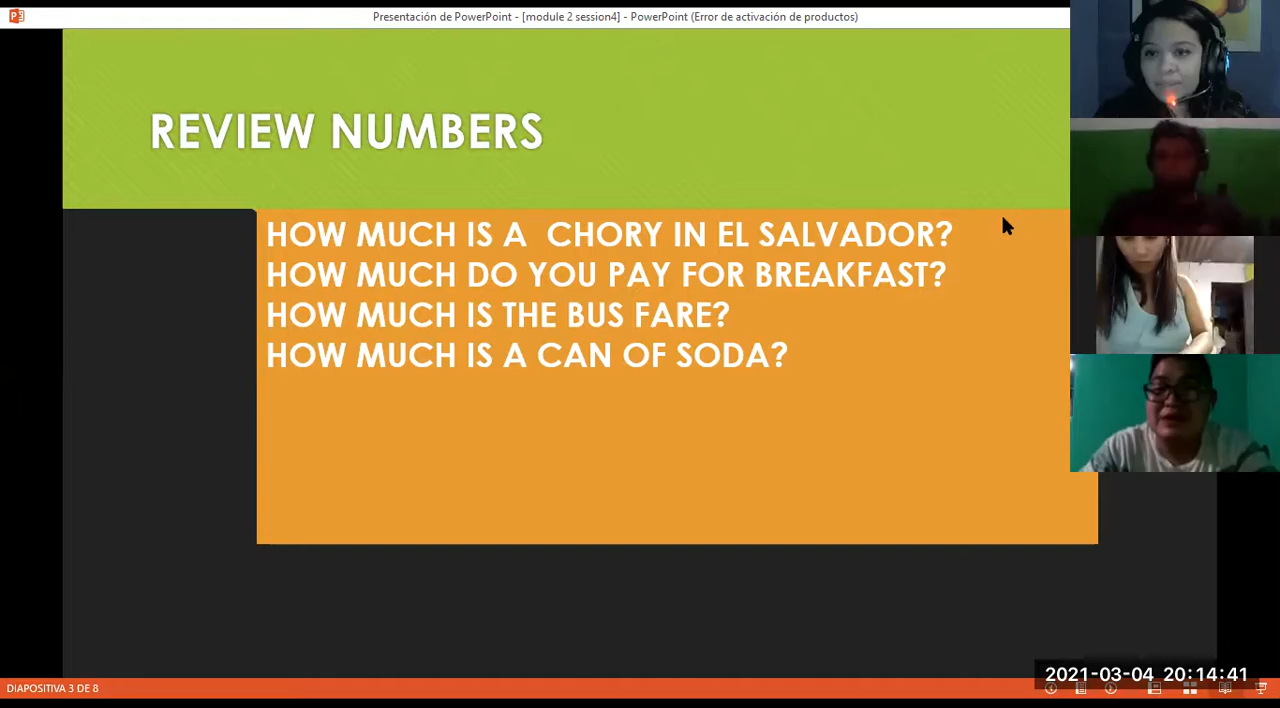 Presentación de PowerPoint - [module 2 session4] - PowerPoint (Error de activación de productos)
REVIEW NUMBERS
HOW MUCH IS A  CHORY IN EL SALVADOR?
HOW MUCH DO YOU PAY FOR BREAKFAST?
HOW MUCH IS THE BUS FARE?
HOW MUCH IS A CAN OF SODA?
2021-03-04 20:14:41
DIAPOSITIVA 3 DE 8